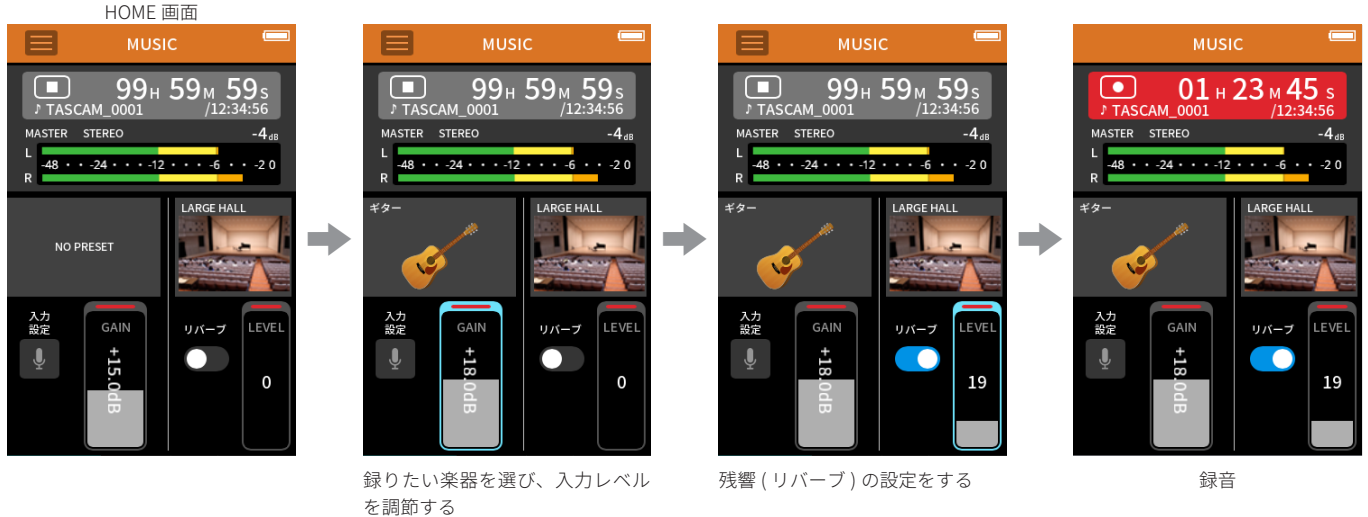 HOME 画面
MUSIC
99H 59M 59S
♪ TASCAM_0001 /12:34:56
MASTER STEREO -4dB
L
-48 · · -24 · · · -12 · · · -6 · · -2 0
R
NO PRESET
LARGE HALL
入力
設定
GAIN
+15.0dB
リバーブ
LEVEL
0
MUSIC
99H 59M 59S
♪ TASCAM_0001 /12:34:56
MASTER STEREO -4dB
L
-48 · · -24 · · · -12 · · · -6 · · -2 0
R
ギター
LARGE HALL
入力
設定
GAIN
+18.0dB
リバーブ
LEVEL
0
録りたい楽器を選び、入力レベル
を調節する
MUSIC
99H 59M 59S
♪ TASCAM_0001 /12:34:56
MASTER STEREO -4dB
L
-48 · · -24 · · · -12 · · · -6 · · -2 0
R
ギター
LARGE HALL
入力
設定
GAIN
+18.0dB
リバーブ
LEVEL
19
残響 ( リバーブ ) の設定をする
MUSIC
01 H 23 M 45 S
♪ TASCAM_0001 /12:34:56
MASTER STEREO -4dB
L
-48 · · -24 · · · -12 · · · -6 · · -2 0
R
ギター
LARGE HALL
入力
設定
GAIN
+18.0dB
リバーブ
LEVEL
19
録音